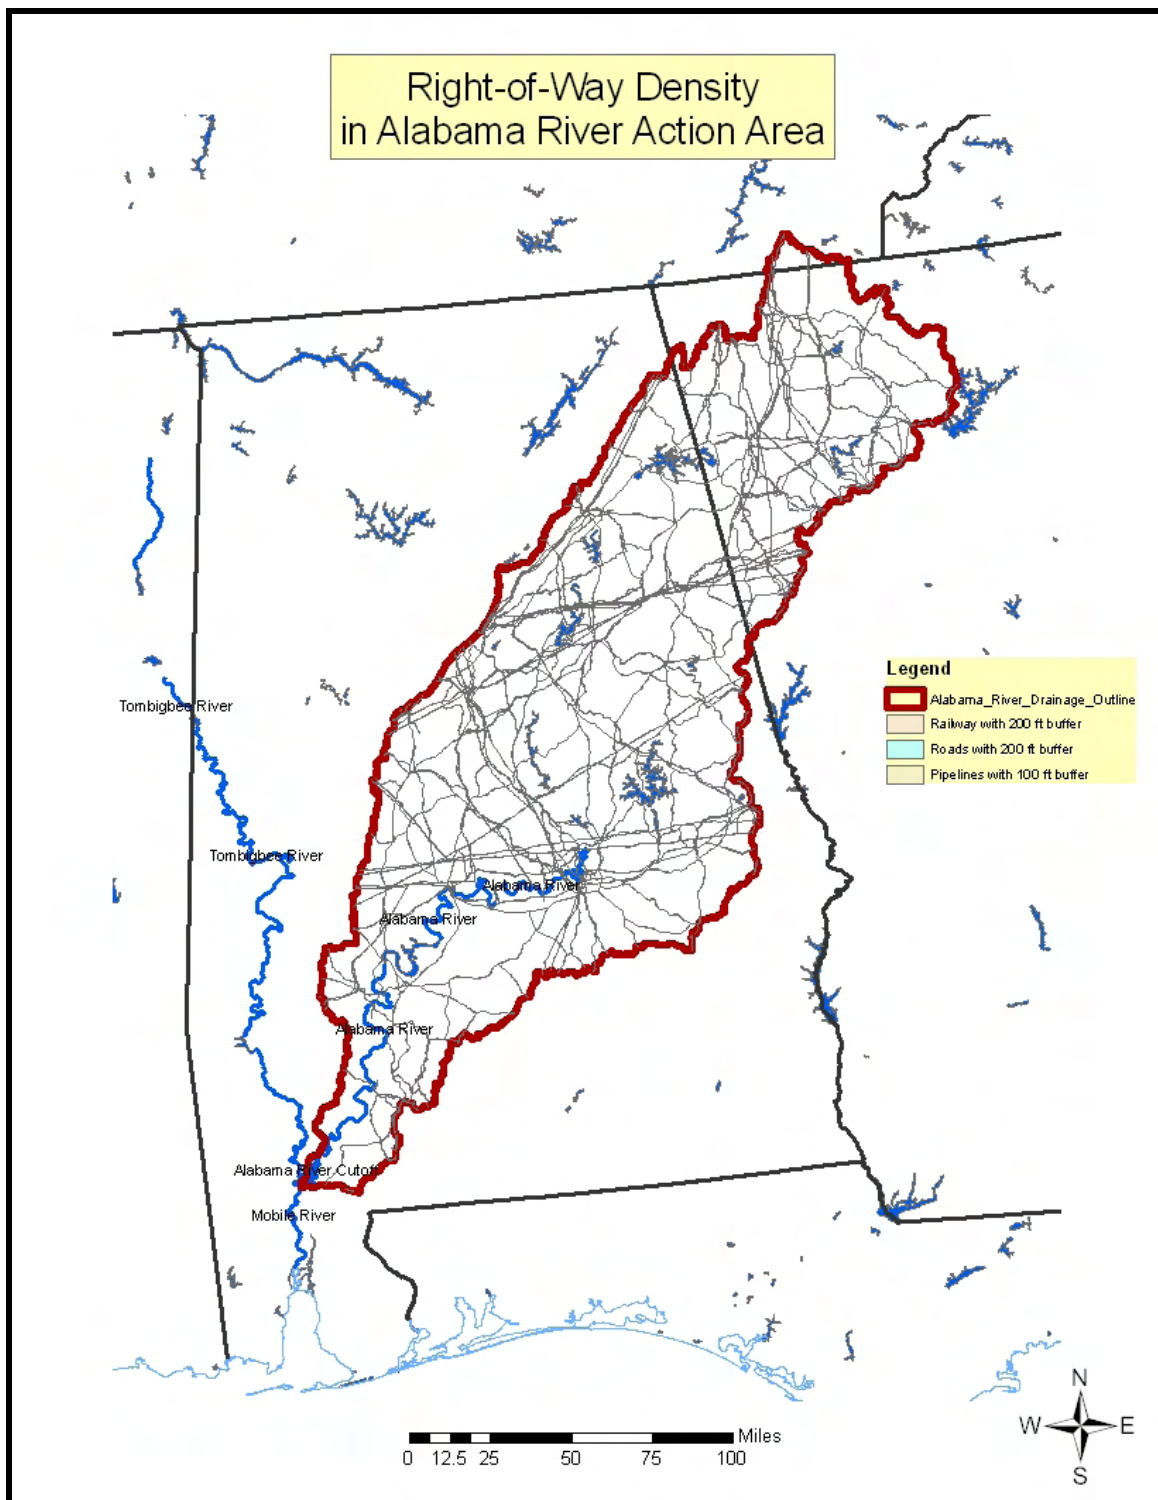 Right-of-Way Density
in Alabama River Action Area
Legend
Alabama_River_Drainage_Outline
Railway with 200 ft buffer
Roads with 200 ft buffer
Pipelines with 100 ft buffer
Tombigbee River
Tombigbee River
Alabama River
Alabama River
Alabama River
Alabama River Cutoff
Mobile River
N
W E
S
Miles
0 12.5 25 50 75 100